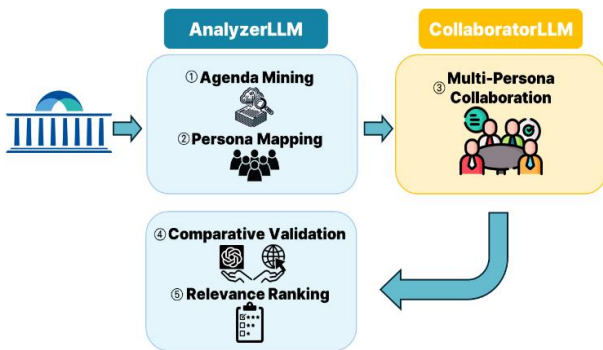 AnalyzerLLM
① Agenda Mining
② Persona Mapping
CollaboratorLLM
③ Multi-Persona
Collaboration
④ Comparative Validation
⑤ Relevance Ranking